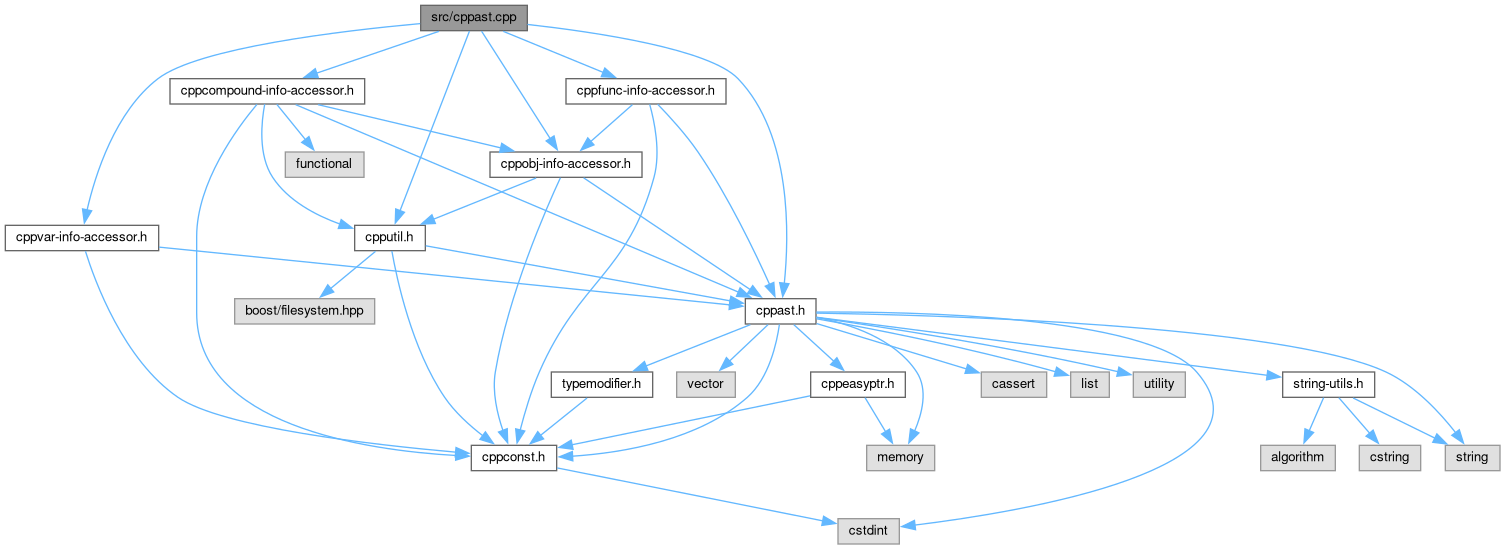 src/cppast.cpp
cppcompound-info-accessor.h
cppfunc-info-accessor.h
functional
cppobj-info-accessor.h
cppvar-info-accessor.h
cpputil.h
boost/filesystem.hpp
cppast.h
typemodifier.h
vector
cppeasyptr.h
cassert
list
utility
string-utils.h
cppconst.h
memory
algorithm
cstring
string
cstdint